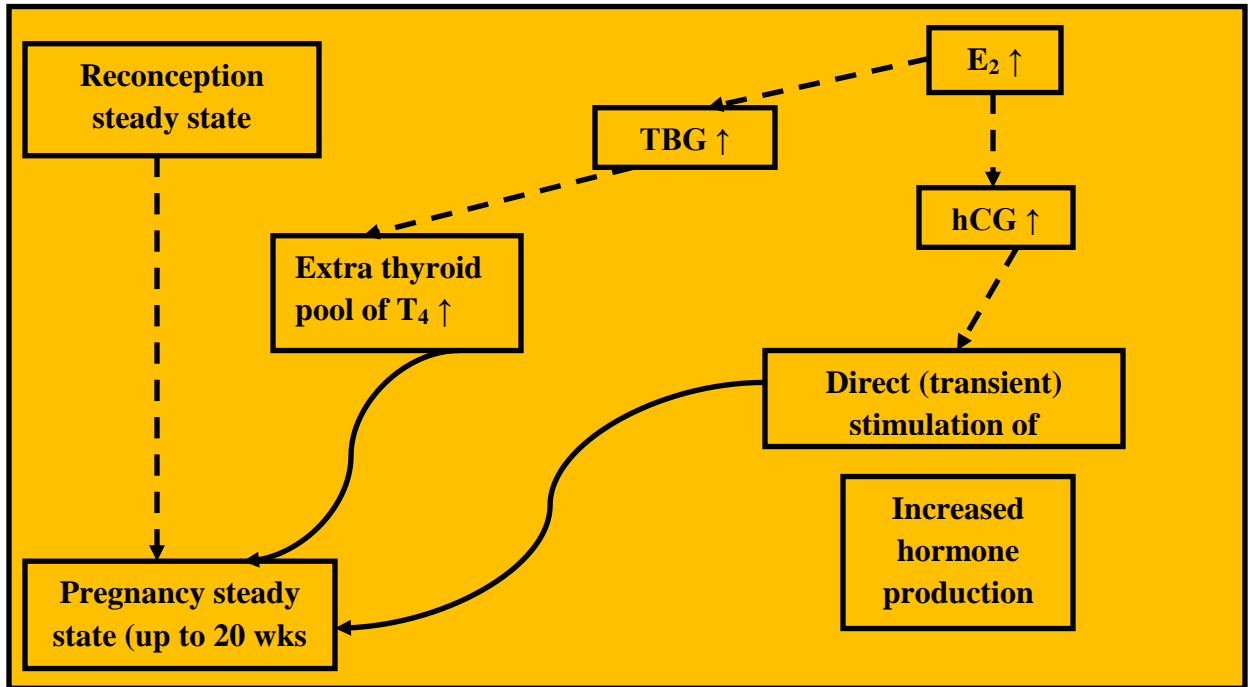 Reconception
steady state
E₂ ↑
TBG ↑
hCG ↑
Extra thyroid
pool of T₄ ↑
Direct (transient)
stimulation of
Increased
hormone
production
Pregnancy steady
state (up to 20 wks